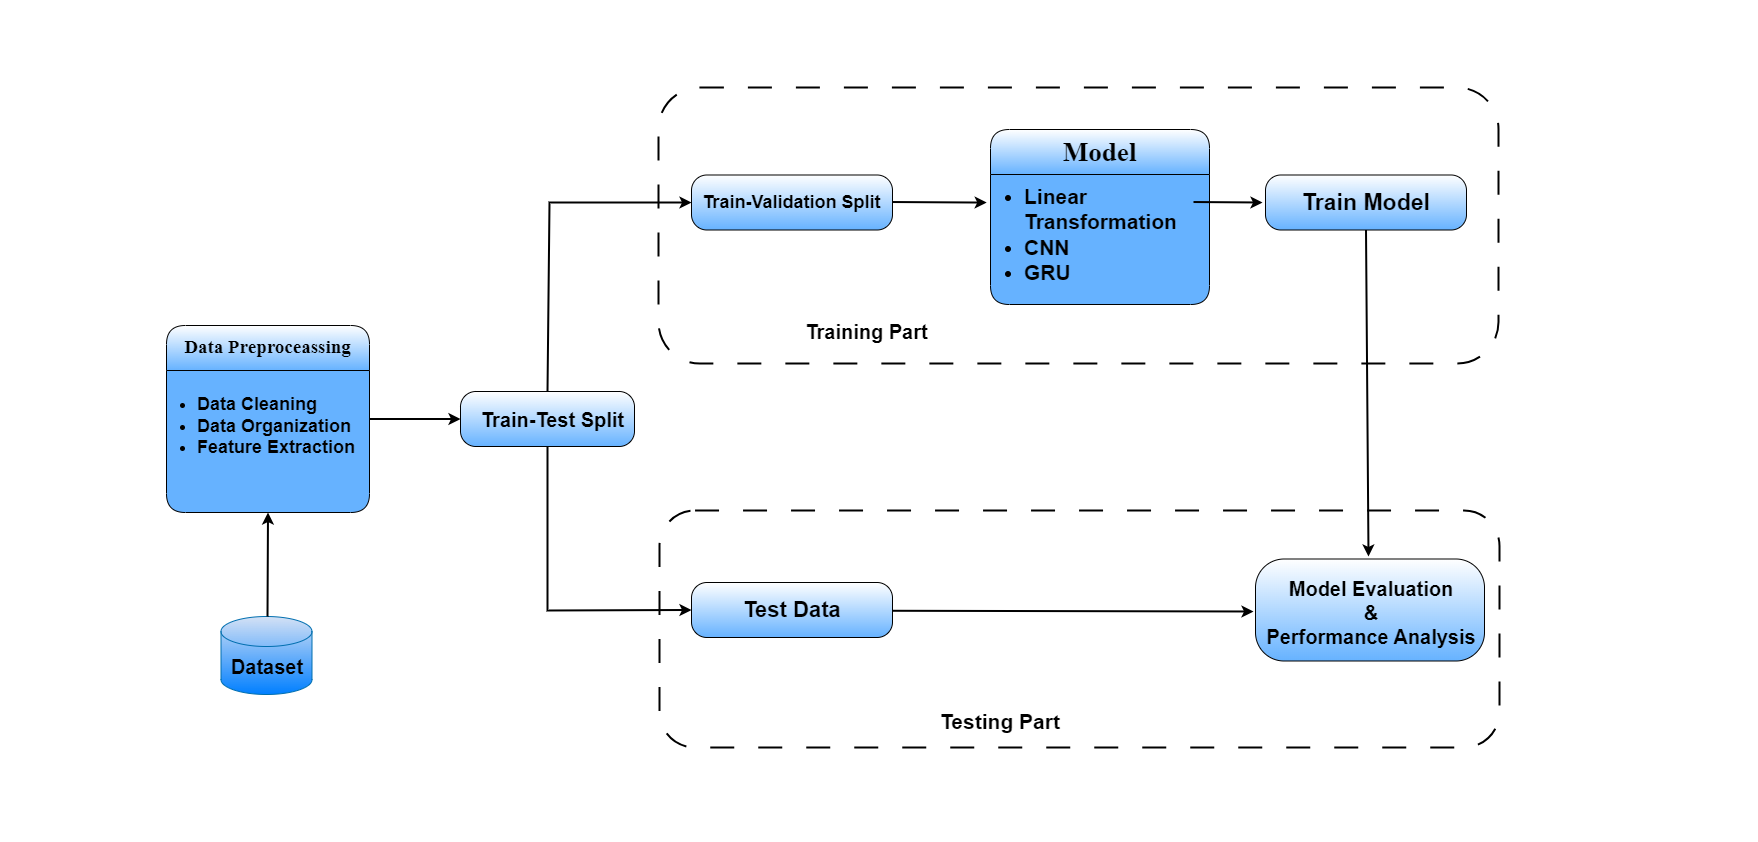 Data Preproceassing
• Data Cleaning
• Data Organization
• Feature Extraction
Dataset
Train-Test Split
Train-Validation Split
Model
• Linear
Transformation
• CNN
• GRU
Train Model
Training Part
Test Data
Model Evaluation
&
Performance Analysis
Testing Part